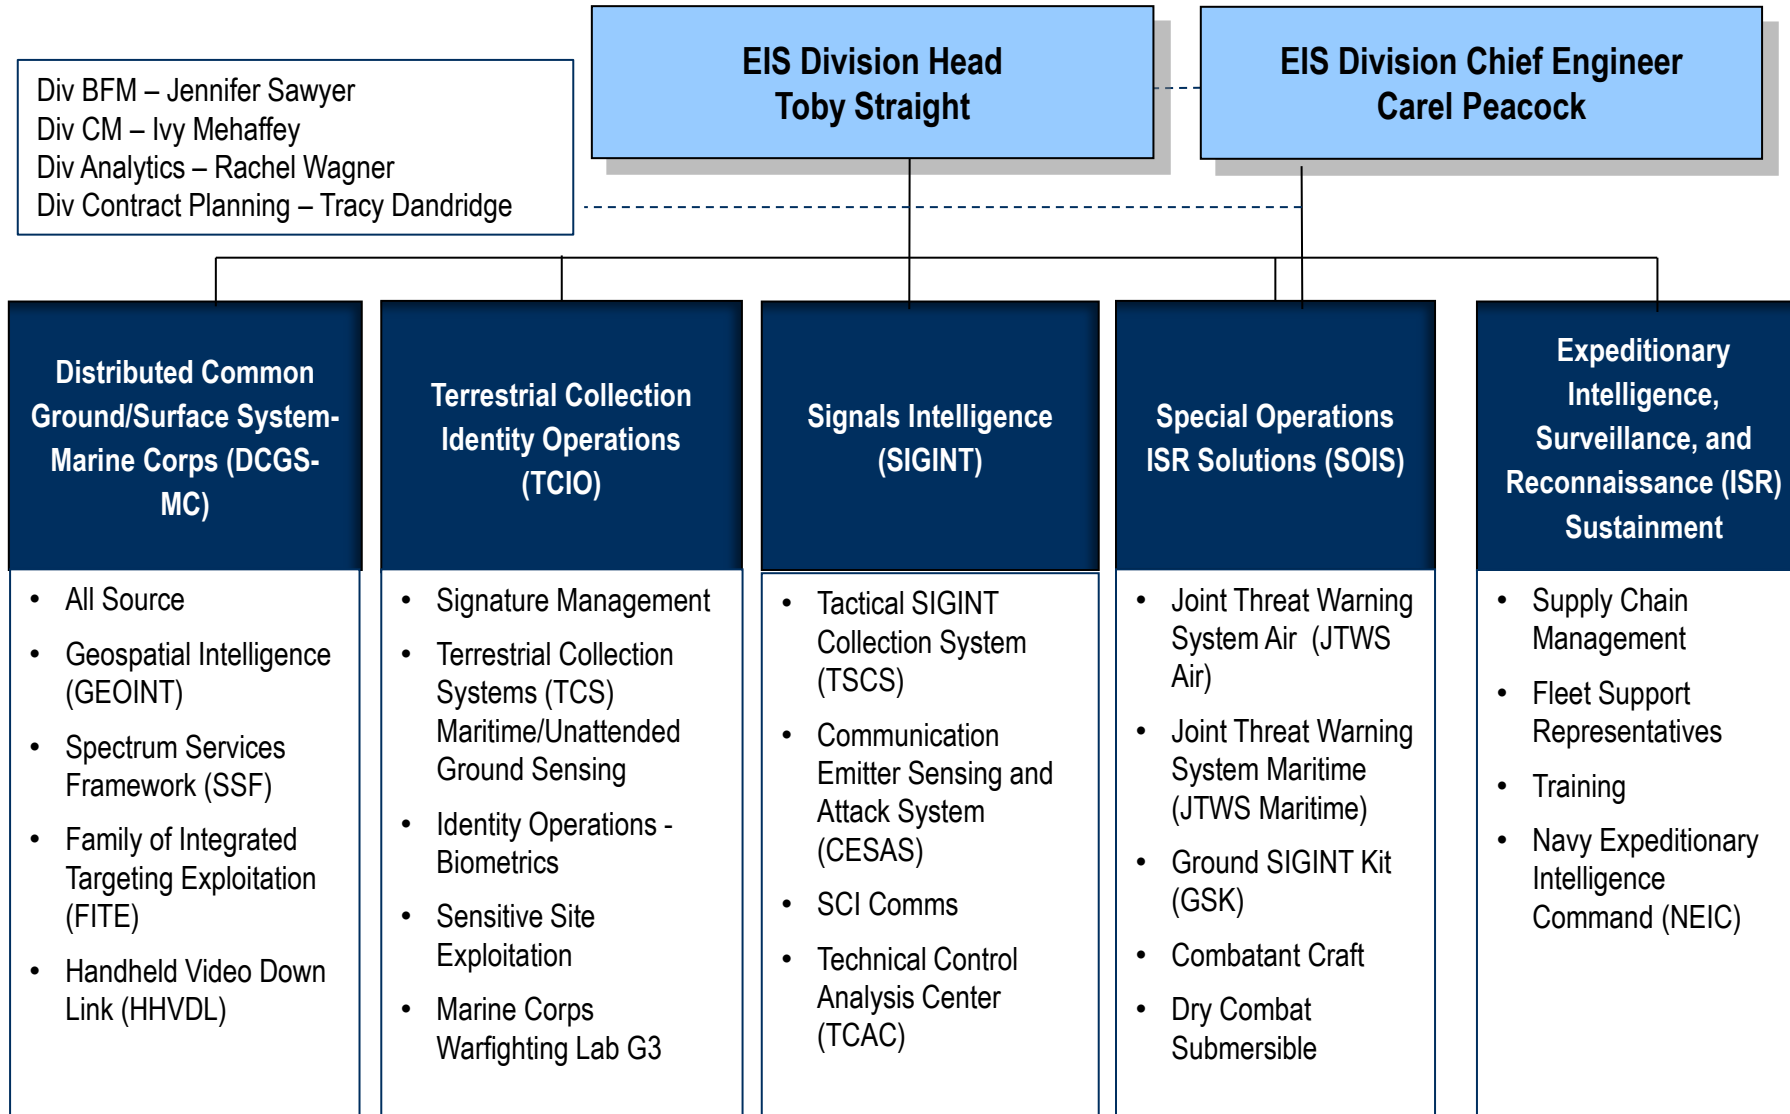 Div BFM – Jennifer Sawyer
Div CM – Ivy Mehaffey
Div Analytics – Rachel Wagner
Div Contract Planning – Tracy Dandridge
EIS Division Head
Toby Straight
EIS Division Chief Engineer
Carel Peacock
Distributed Common
Ground/Surface System-
Marine Corps (DCGS-
MC)
• All Source
• Geospatial Intelligence
(GEOINT)
• Spectrum Services
Framework (SSF)
• Family of Integrated
Targeting Exploitation
(FITE)
• Handheld Video Down
Link (HHVDL)
Terrestrial Collection
Identity Operations
(TCIO)
• Signature Management
• Terrestrial Collection
Systems (TCS)
Maritime/Unattended
Ground Sensing
• Identity Operations -
Biometrics
• Sensitive Site
Exploitation
• Marine Corps
Warfighting Lab G3
Signals Intelligence
(SIGINT)
• Tactical SIGINT
Collection System
(TSCS)
• Communication
Emitter Sensing and
Attack System
(CESAS)
• SCI Comms
• Technical Control
Analysis Center
(TCAC)
Special Operations
ISR Solutions (SOIS)
• Joint Threat Warning
System Air (JTWS
Air)
• Joint Threat Warning
System Maritime
(JTWS Maritime)
• Ground SIGINT Kit
(GSK)
• Combatant Craft
• Dry Combat
Submersible
Expeditionary
Intelligence,
Surveillance, and
Reconnaissance (ISR)
Sustainment
• Supply Chain
Management
• Fleet Support
Representatives
• Training
• Navy Expeditionary
Intelligence
Command (NEIC)